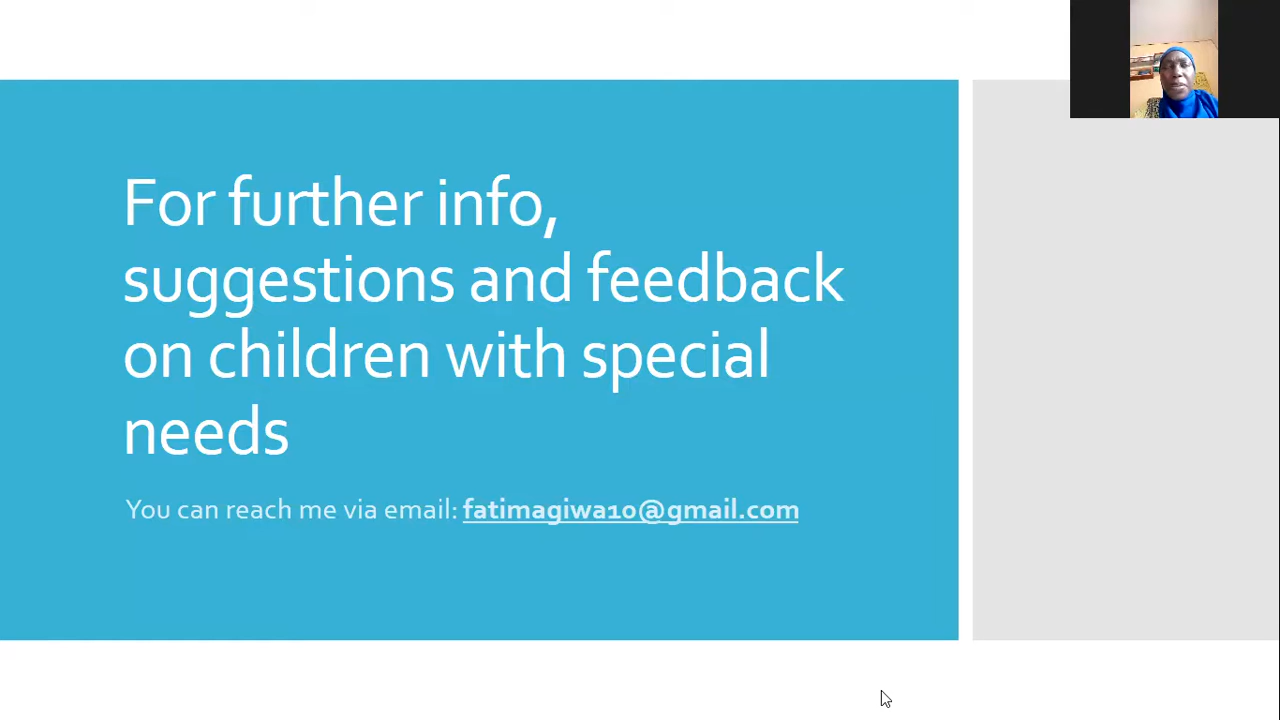 For further info,
suggestions and feedback
on children with special
needs
You can reach me via email: fatimagiwa10@gmail.com